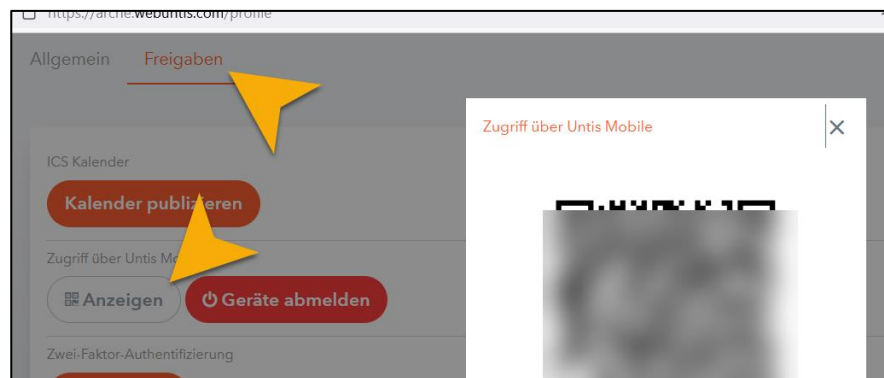 https://arche.webuntis.com/profile
Allgemein Freigaben
Zugriff über Untis Mobile
ICS Kalender
Kalender publizieren
Zugriff über Untis
Anzeigen Geräte abmelden
Zwei-Faktor-Authentifizierung